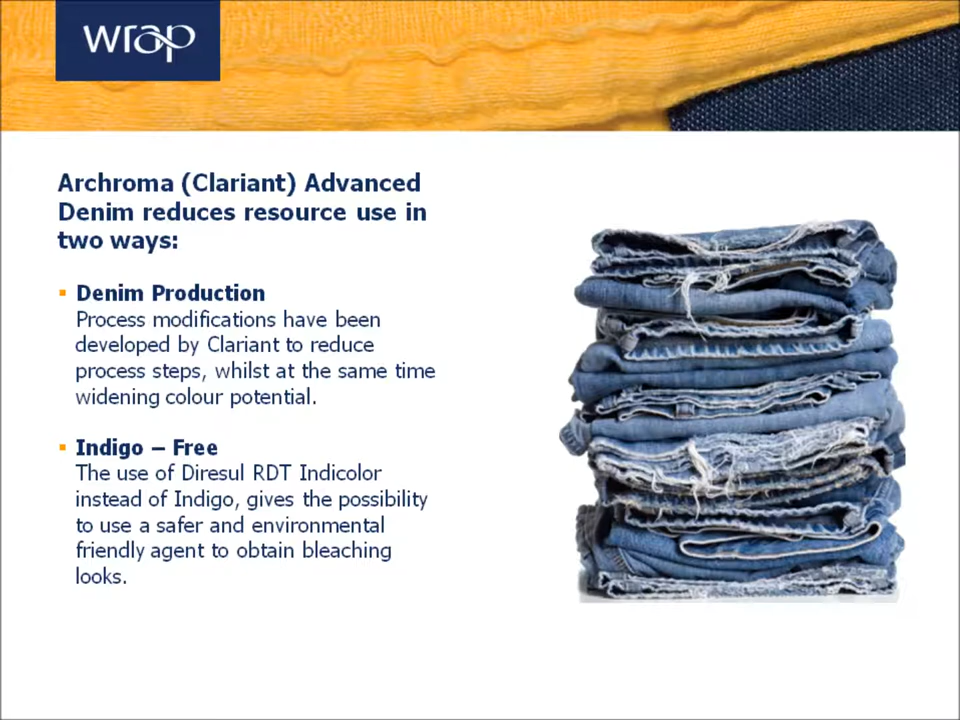 wrap
Archroma (Clariant) Advanced
Denim reduces resource use in
two ways:
▪ Denim Production
Process modifications have been
developed by Clariant to reduce
process steps, whilst at the same time
widening colour potential.
▪ Indigo – Free
The use of Diresul RDT Indicolor
instead of Indigo, gives the possibility
to use a safer and environmental
friendly agent to obtain bleaching
looks.